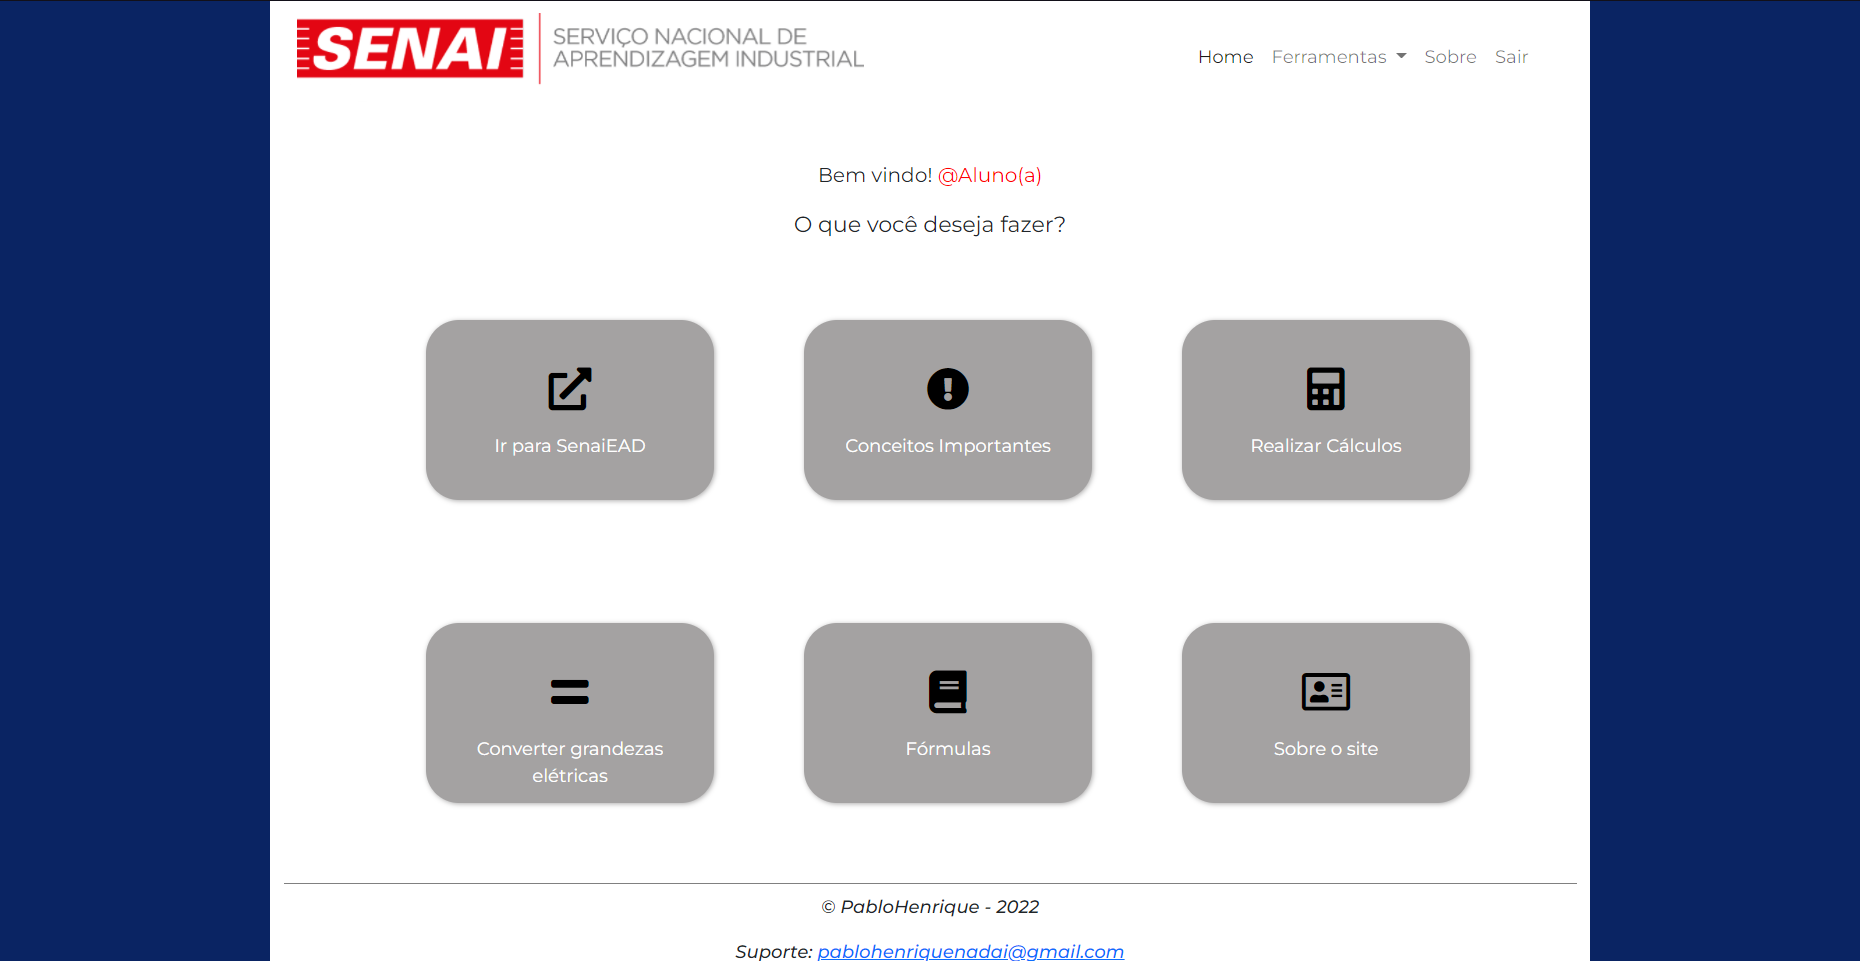 SENAI
SERVIÇO NACIONAL DE
APRENDIZAGEM INDUSTRIAL
Home Ferramentas Sobre Sair
Bem vindo! @Aluno(a)
O que você deseja fazer?
Ir para SenaiEAD
Conceitos Importantes
Realizar Cálculos
Converter grandezas
elétricas
Fórmulas
Sobre o site
© PabloHenrique - 2022
Suporte: pablohenriquenadai@gmail.com